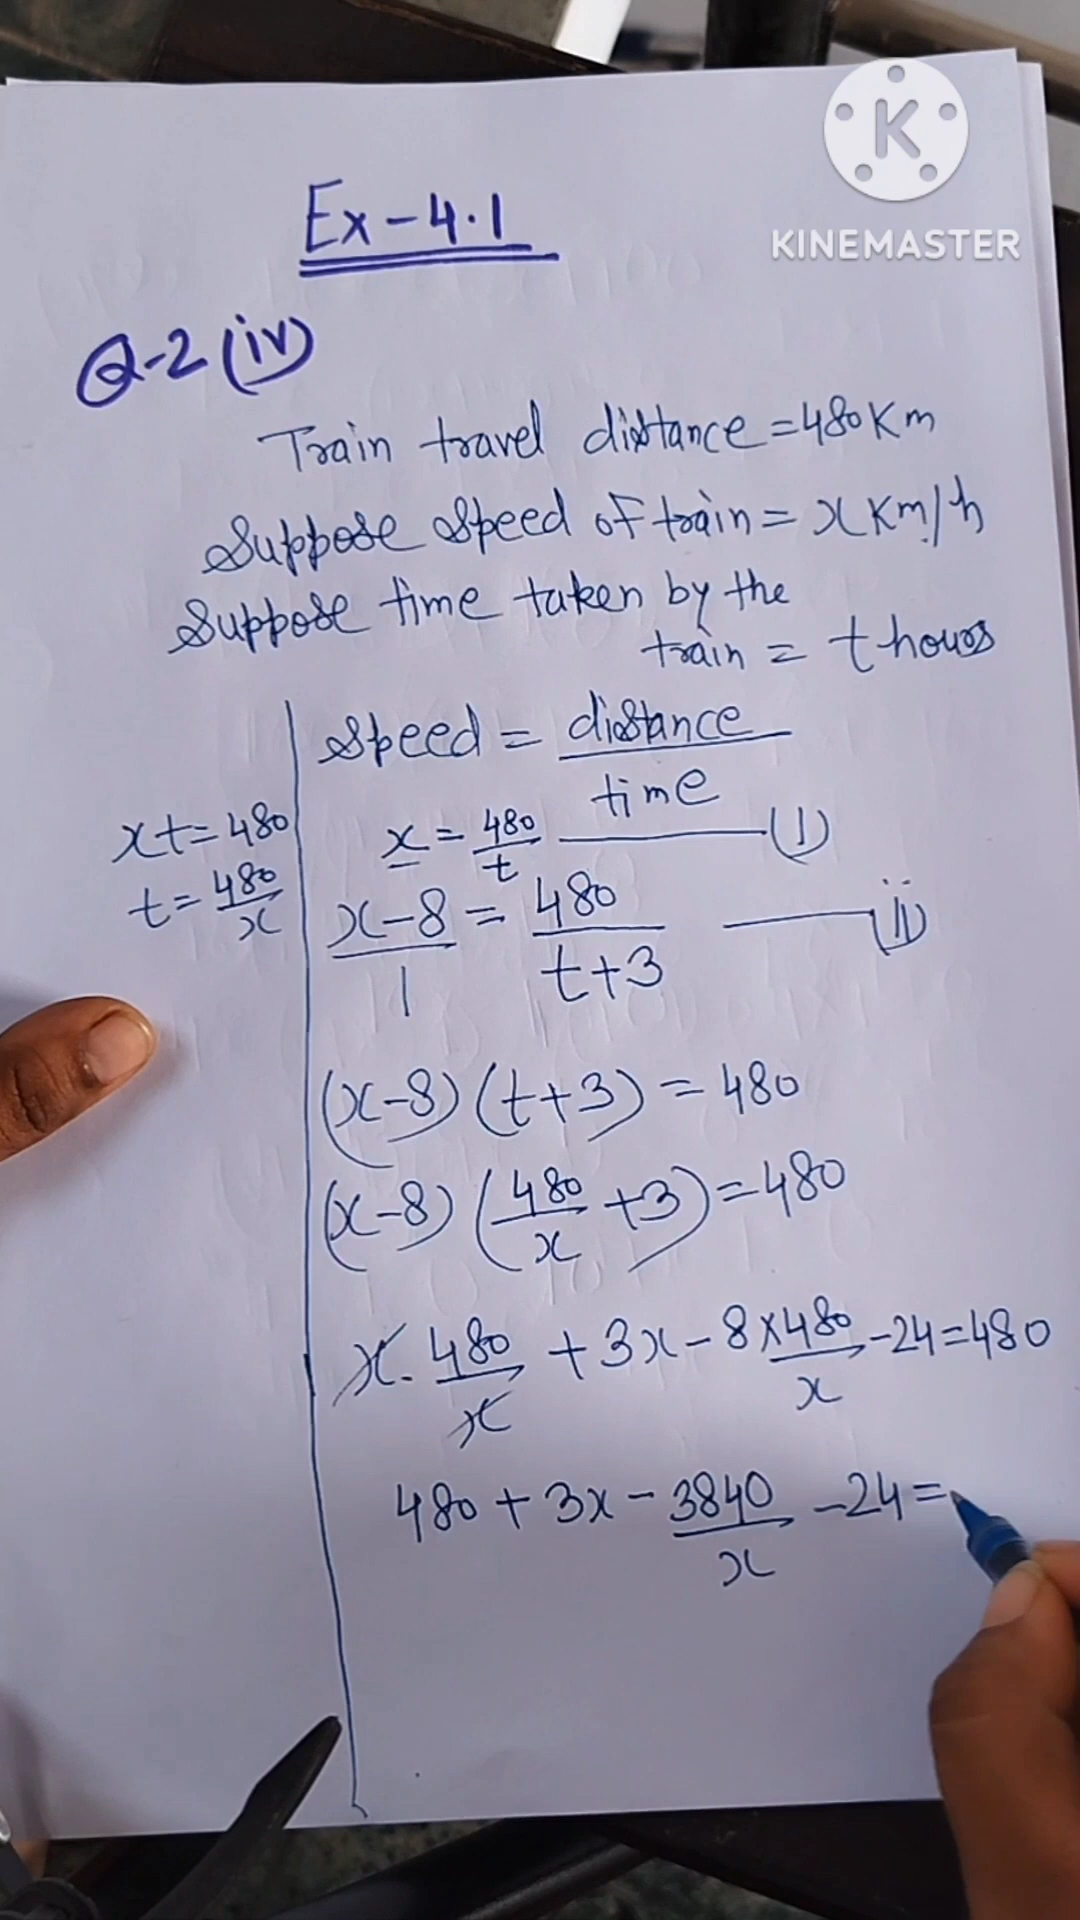 K
KINEMASTER
Ex-4.1
Q-2 (iv)
Train travel distance = 480 Km
Suppose speed of train = x Km/h
Suppose time taken by the
train = t hours
speed = distance / time
x = 480/t — (i)
xt = 480
t = 480/x
x-8/1 = 480/t+3 — (ii)
(x-8) (t+3) = 480
(x-8) (480/x + 3) = 480
x. 480/x + 3x - 8×480/x - 24 = 480
480 + 3x - 3840/x - 24 =